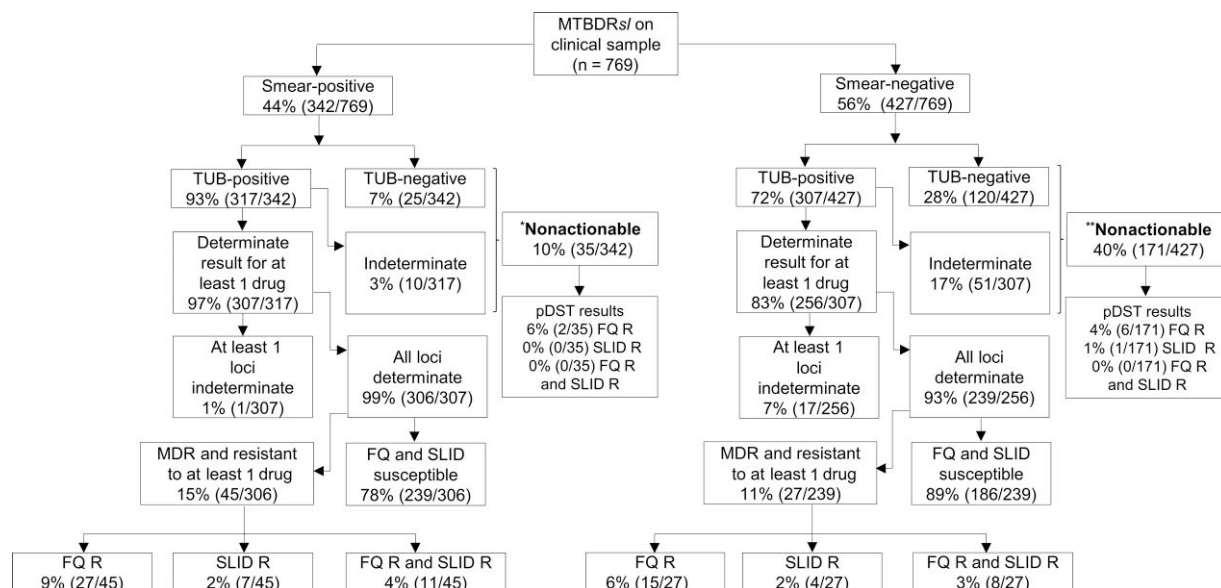 MTBDRsl on
clinical sample
(n = 769)
Smear-positive
44% (342/769)
Smear-negative
56% (427/769)
TUB-positive
93% (317/342)
TUB-negative
7% (25/342)
*Nonactionable
10% (35/342)
Determinate
result for at
least 1 drug
97% (307/317)
Indeterminate
3% (10/317)
pDST results
6% (2/35) FQ R
0% (0/35) SLID R
0% (0/35) FQ R
and SLID R
At least 1
loci
indeterminate
1% (1/307)
All loci
determinate
99% (306/307)
MDR and resistant
to at least 1 drug
15% (45/306)
FQ and SLID
susceptible
78% (239/306)
FQ R
9% (27/45)
SLID R
2% (7/45)
FQ R and SLID R
4% (11/45)
TUB-positive
72% (307/427)
TUB-negative
28% (120/427)
**Nonactionable
40% (171/427)
Determinate
result for at
least 1 drug
83% (256/307)
Indeterminate
17% (51/307)
pDST results
4% (6/171) FQ R
1% (1/171) SLID R
0% (0/171) FQ R
and SLID R
At least 1
loci
indeterminate
7% (17/256)
All loci
determinate
93% (239/256)
MDR and resistant
to at least 1 drug
11% (27/239)
FQ and SLID
susceptible
89% (186/239)
FQ R
6% (15/27)
SLID R
2% (4/27)
FQ R and SLID R
3% (8/27)